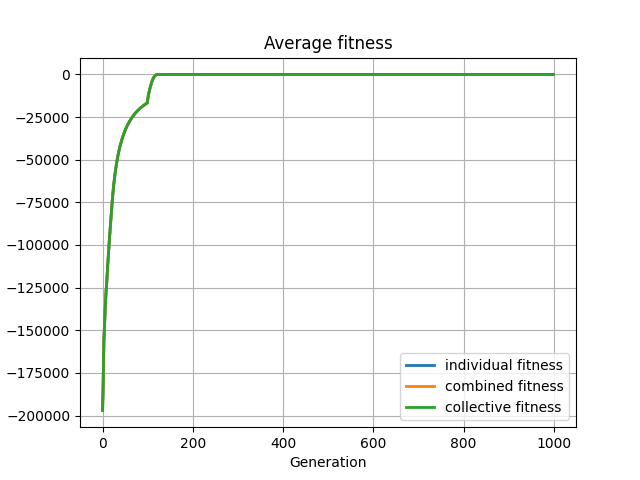 Average fitness
0
−25000
−50000
−75000
−100000
−125000
−150000
−175000
−200000
individual fitness
combined fitness
collective fitness
0 200 400 600 800 1000
Generation